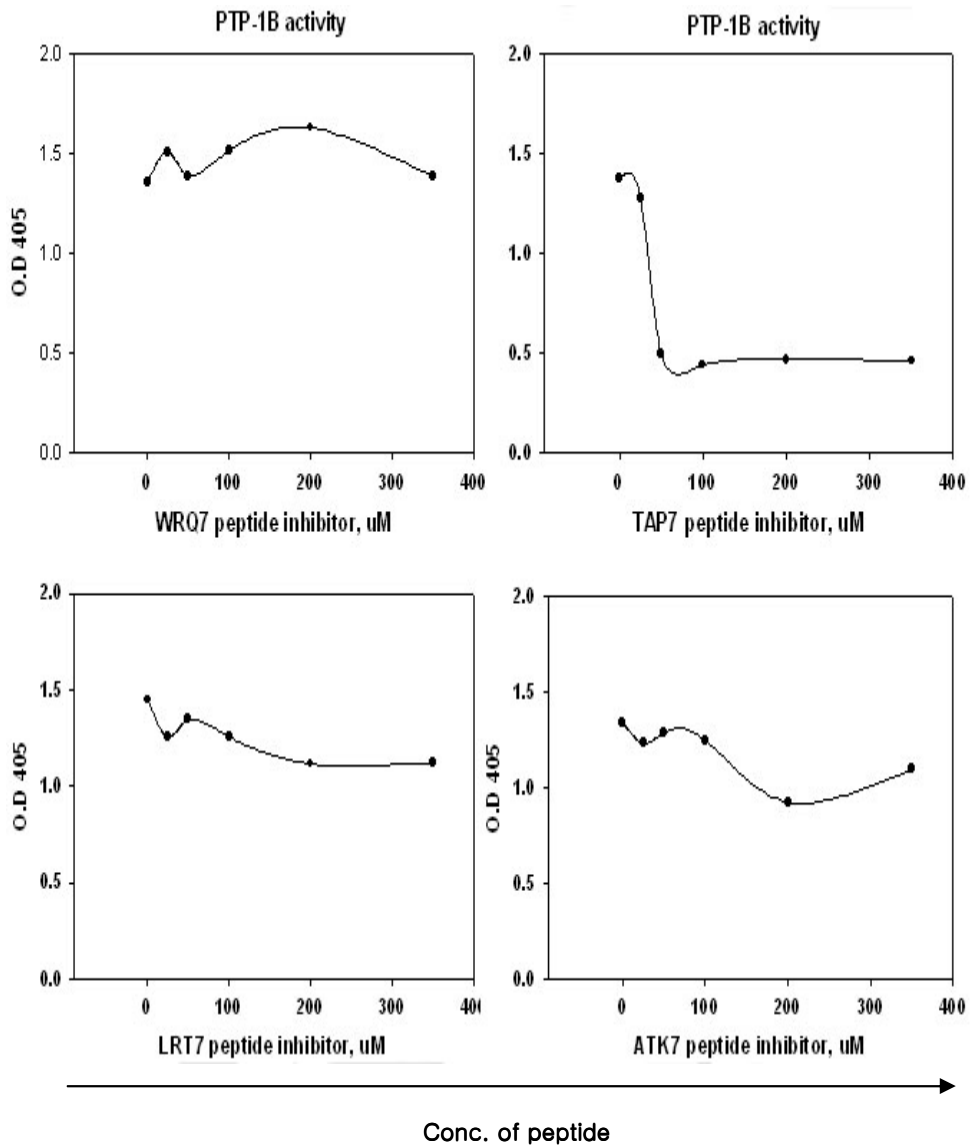 PTP-1B activity
2.0
1.5
1.0
0.5
0.0
O.D 405
0 100 200 300 400
WRQ7 peptide inhibitor, uM
PTP-1B activity
2.0
1.5
1.0
0.5
0.0
0 100 200 300 400
TAP7 peptide inhibitor, uM
2.0
1.5
1.0
0.5
0.0
O.D 405
0 100 200 300 400
LRT7 peptide inhibitor, uM
2.0
1.5
1.0
0.5
0.0
O.D 405
0 100 200 300 400
ATK7 peptide inhibitor, uM
Conc. of peptide